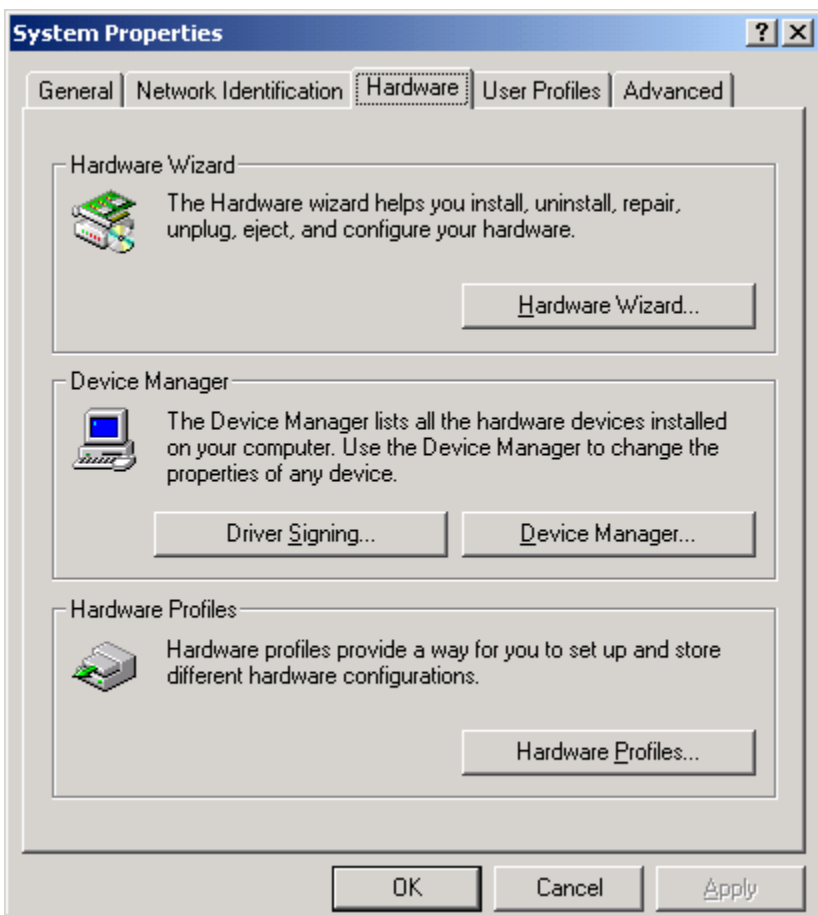 System Properties
General
Network Identification
Hardware
User Profiles
Advanced
Hardware Wizard
The Hardware wizard helps you install, uninstall, repair,
unplug, eject, and configure your hardware.
Hardware Wizard...
Device Manager
The Device Manager lists all the hardware devices installed
on your computer. Use the Device Manager to change the
properties of any device.
Driver Signing...
Device Manager...
Hardware Profiles
Hardware profiles provide a way for you to set up and store
different hardware configurations.
Hardware Profiles...
OK
Cancel
Apply